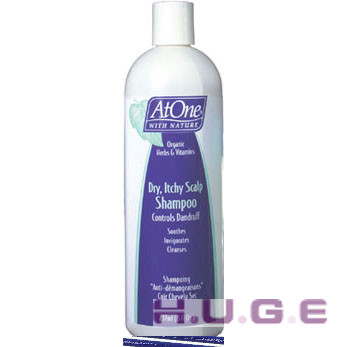 AtOne
WITH NATURE
Organic
Herbs & Vitamins
Dry, Itchy Scalp
Shampoo
Controls Dandruff
Soothes
Invigorates
Cleanses
Shampoing
"Anti-démangeaisons"
Cuir Chevelu Sec
H.U.G.E